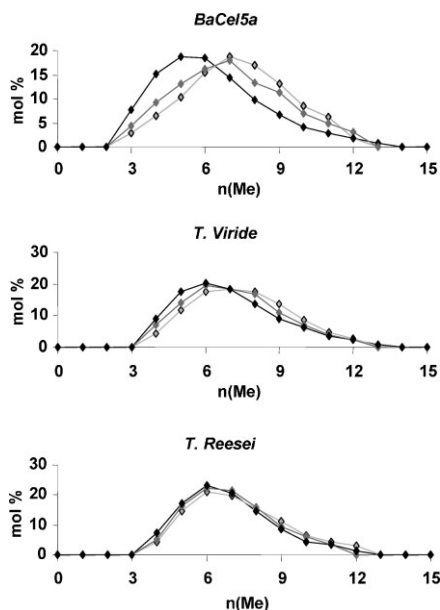 BaCel5a
20
15
10
5
0
mol %
0 3 6 9 12 15
n(Me)
T. Viride
30
20
10
0
mol %
0 3 6 9 12 15
n(Me)
T. Reesei
30
20
10
0
mol %
0 3 6 9 12 15
n(Me)